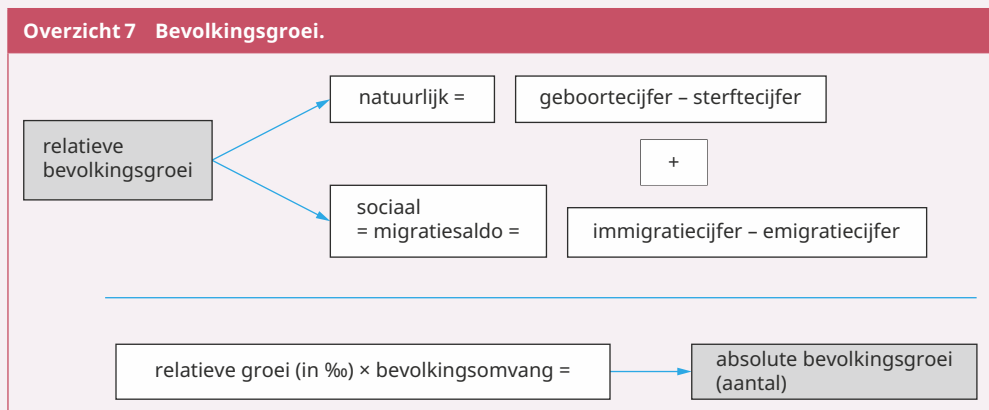 Overzicht 7 Bevolkingsgroei.
natuurlijk =
geboortecijfer – sterftecijfer
relatieve
bevolkingsgroei
+
sociaal
= migratiesaldo =
immigratiecijfer – emigratiecijfer
relatieve groei (in ‰) × bevolkingsomvang =
absolute bevolkingsgroei
(aantal)